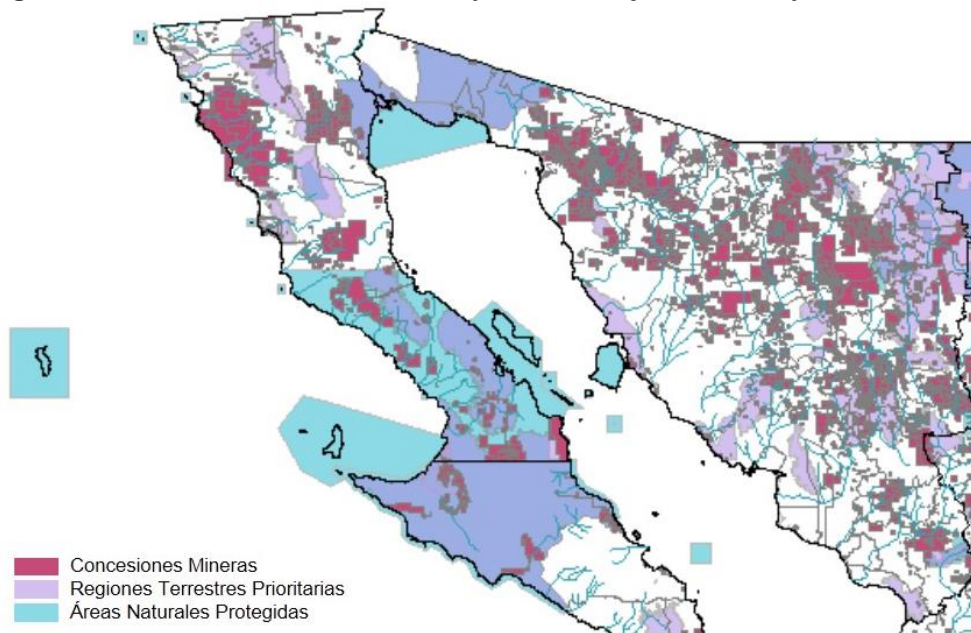 Concesiones Mineras
Regiones Terrestres Prioritarias
Áreas Naturales Protegidas